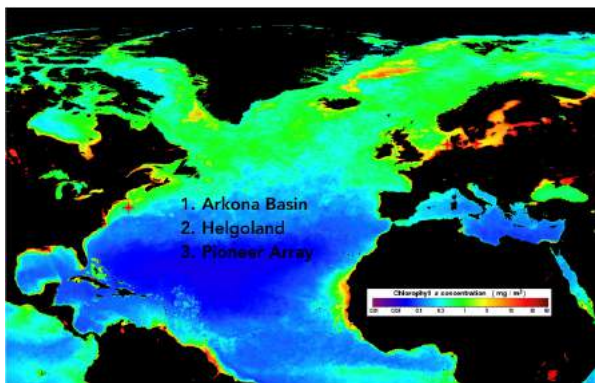 1. Arkona Basin
2. Helgoland
3. Pioneer Array
Chlorophyll a concentration ( mg / m³ )